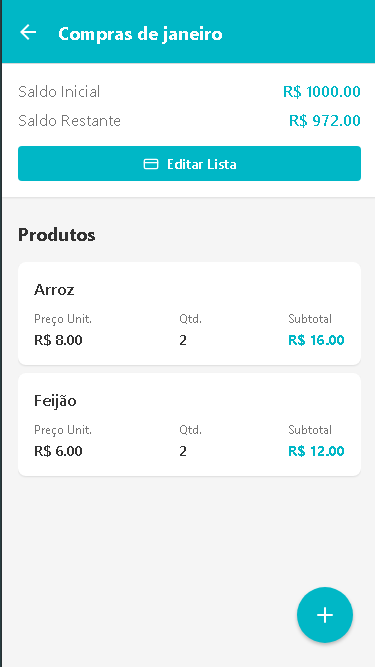 Compras de janeiro
Saldo Inicial R$ 1000.00
Saldo Restante R$ 972.00
Editar Lista
Produtos
Arroz
Preço Unit. Qtd. Subtotal
R$ 8.00 2 R$ 16.00
Feijão
Preço Unit. Qtd. Subtotal
R$ 6.00 2 R$ 12.00